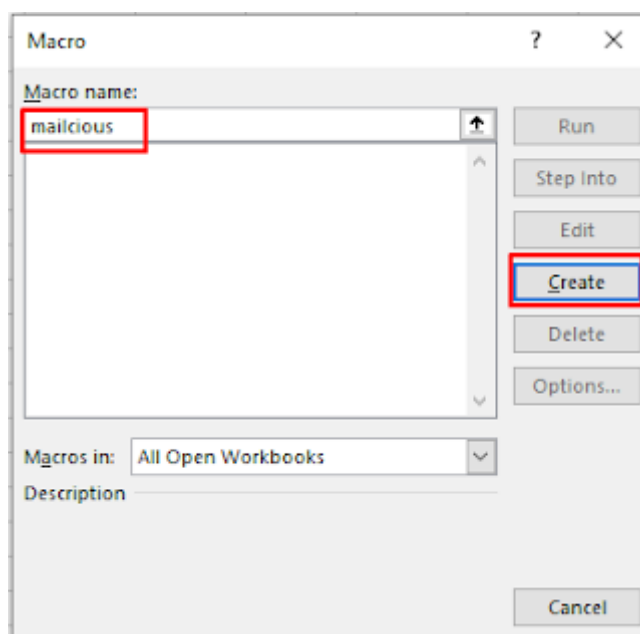 Macro ? ×
Macro name:
mailcious
Run
Step Into
Edit
Create
Delete
Options...
Macros in: All Open Workbooks
Description
Cancel